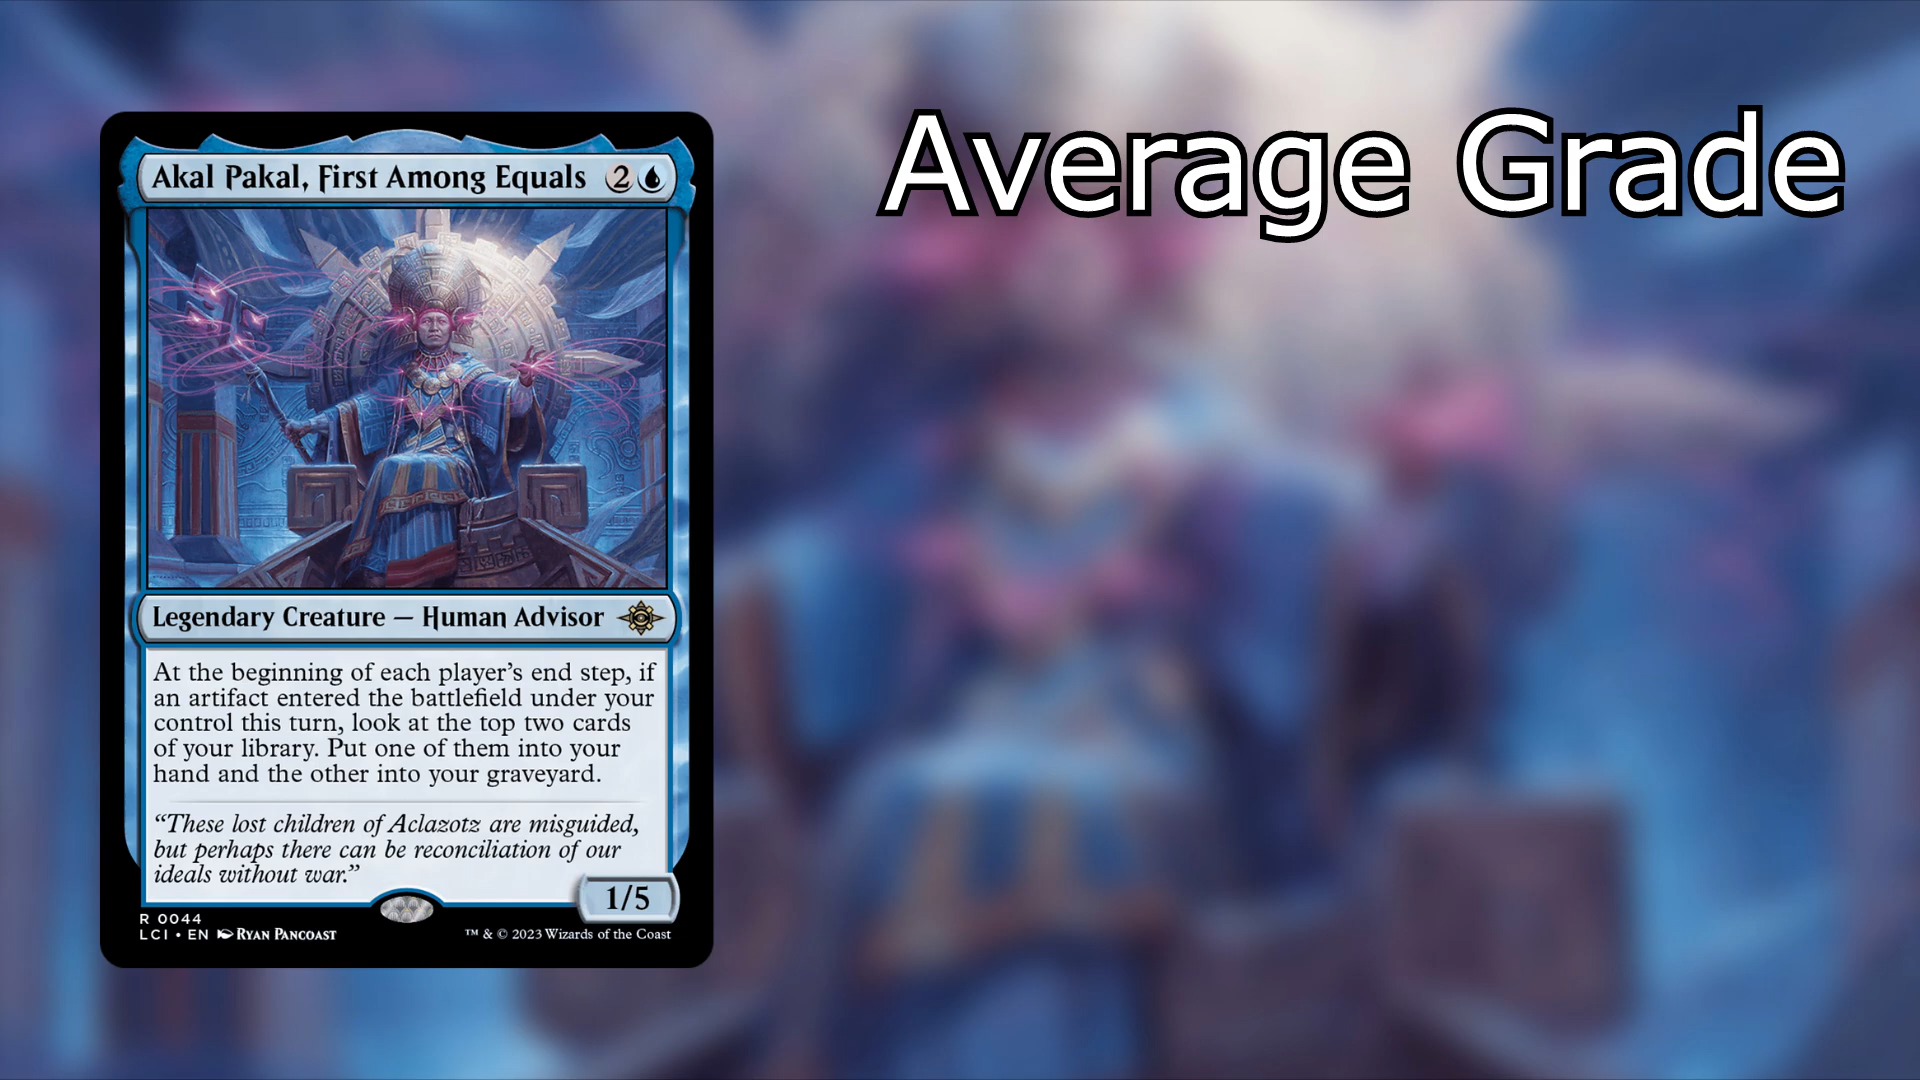 Average Grade
Akal Pakal, First Among Equals 2
Legendary Creature — Human Advisor
At the beginning of each player’s end step, if
an artifact entered the battlefield under your
control this turn, look at the top two cards
of your library. Put one of them into your
hand and the other into your graveyard.
“These lost children of Aclazotz are misguided,
but perhaps there can be reconciliation of our
ideals without war.”
1/5
R 0044
LCI • EN Ryan Pancoast
™ & © 2023 Wizards of the Coast